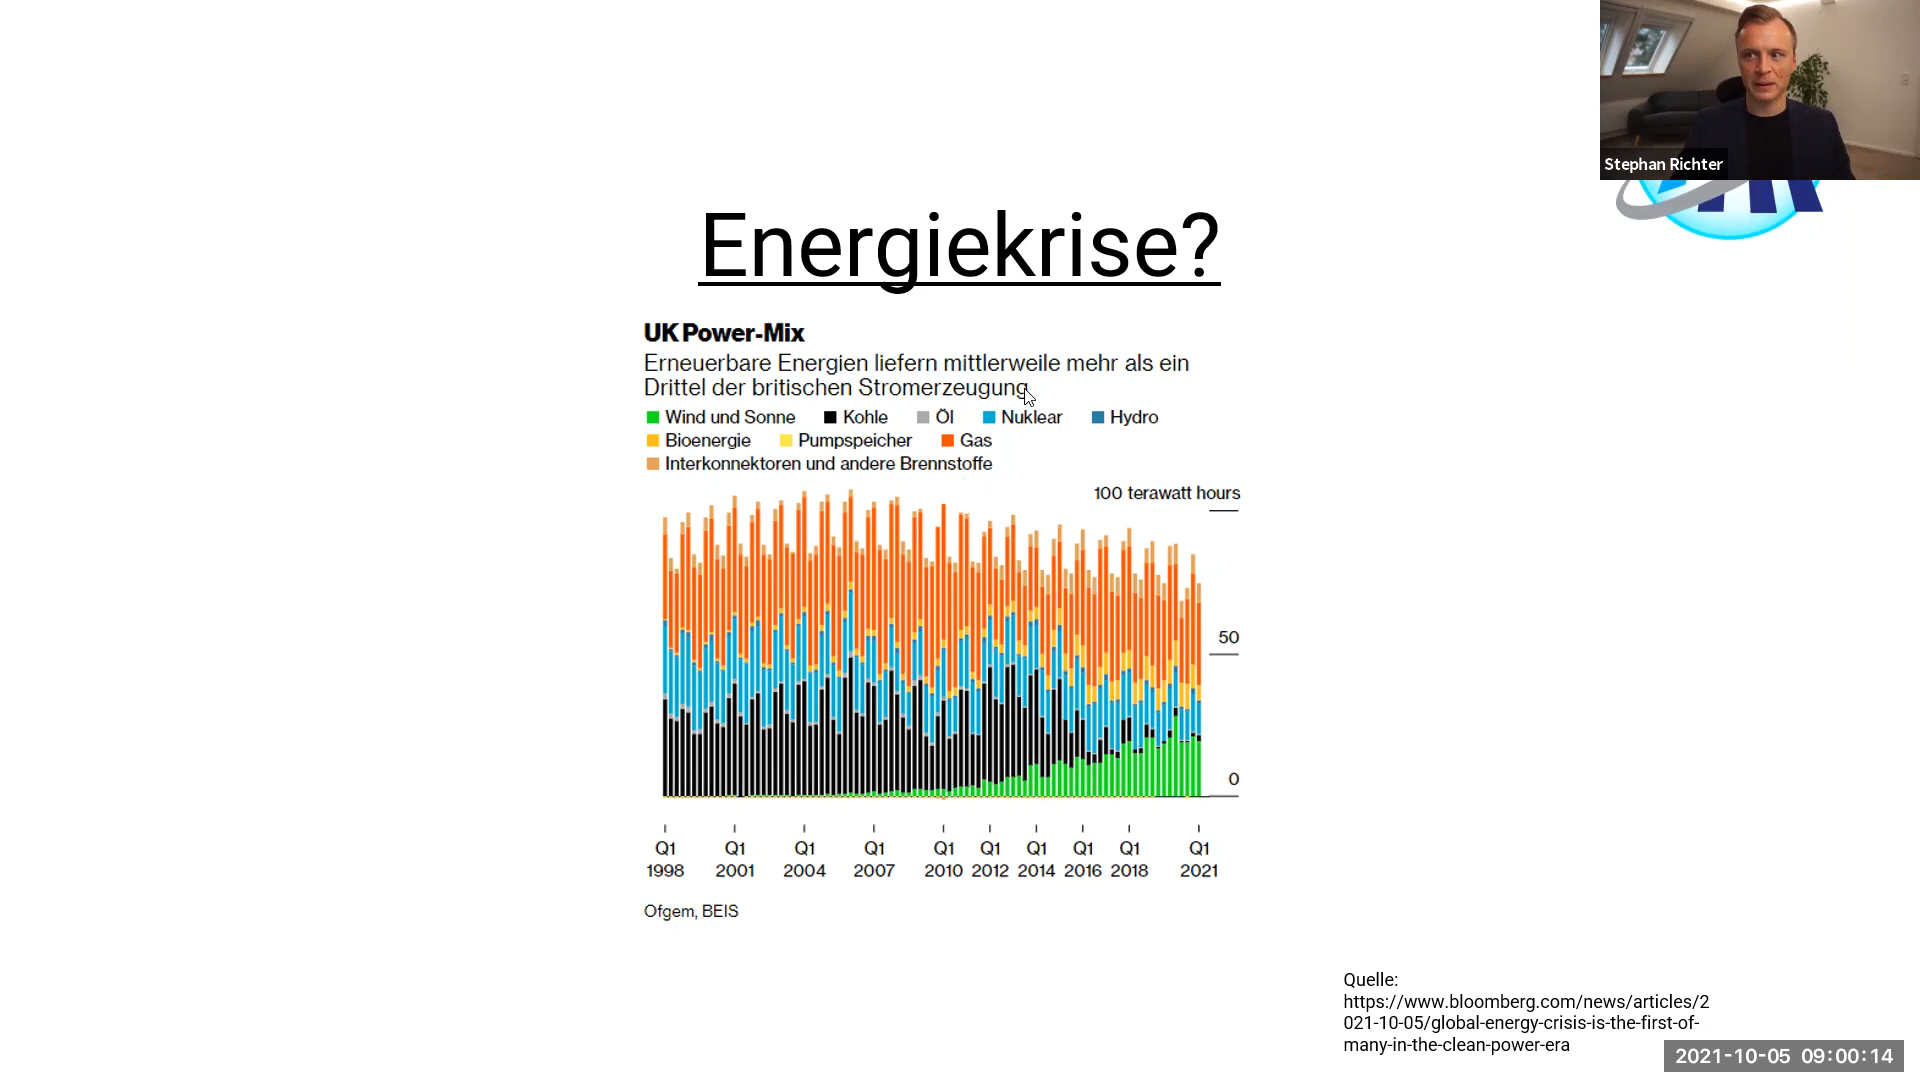 Stephan Richter
Energiekrise?
UK Power-Mix
Erneuerbare Energien liefern mittlerweile mehr als ein
Drittel der britischen Stromerzeugung
Wind und Sonne Kohle Öl Nuklear Hydro
Bioenergie Pumpspeicher Gas
Interkonnektoren und andere Brennstoffe
100 terawatt hours
50
0
Q1 Q1 Q1 Q1 Q1 Q1 Q1 Q1 Q1 Q1
1998 2001 2004 2007 2010 2012 2014 2016 2018 2021
Ofgem, BEIS
Quelle:
https://www.bloomberg.com/news/articles/2
021-10-05/global-energy-crisis-is-the-first-of-
many-in-the-clean-power-era
2021-10-05 09:00:14